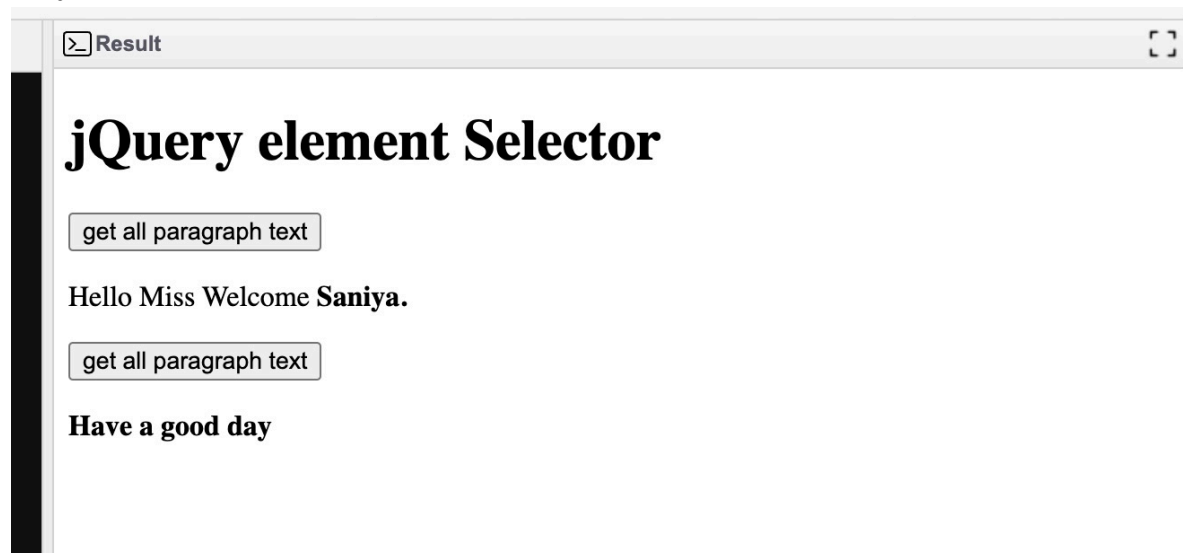 Result
jQuery element Selector
get all paragraph text
Hello Miss Welcome Saniya.
get all paragraph text
Have a good day